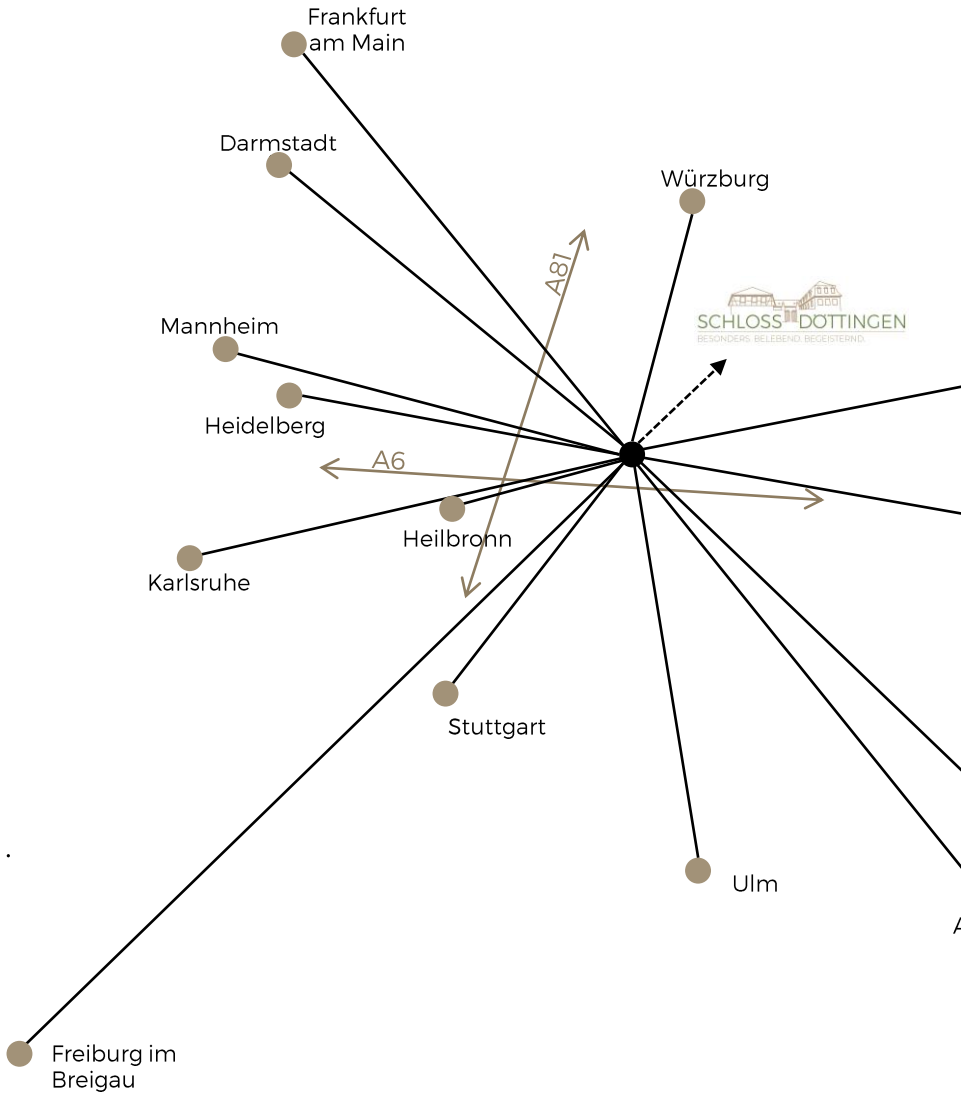 Frankfurt
am Main
Darmstadt
Würzburg
A81
SCHLOSS DÖTTINGEN
BESONDERS. BELEBEND. BEGEISTERND.
Mannheim
Heidelberg
A6
Heilbronn
Karlsruhe
Stuttgart
Ulm
A
Freiburg im
Breigau